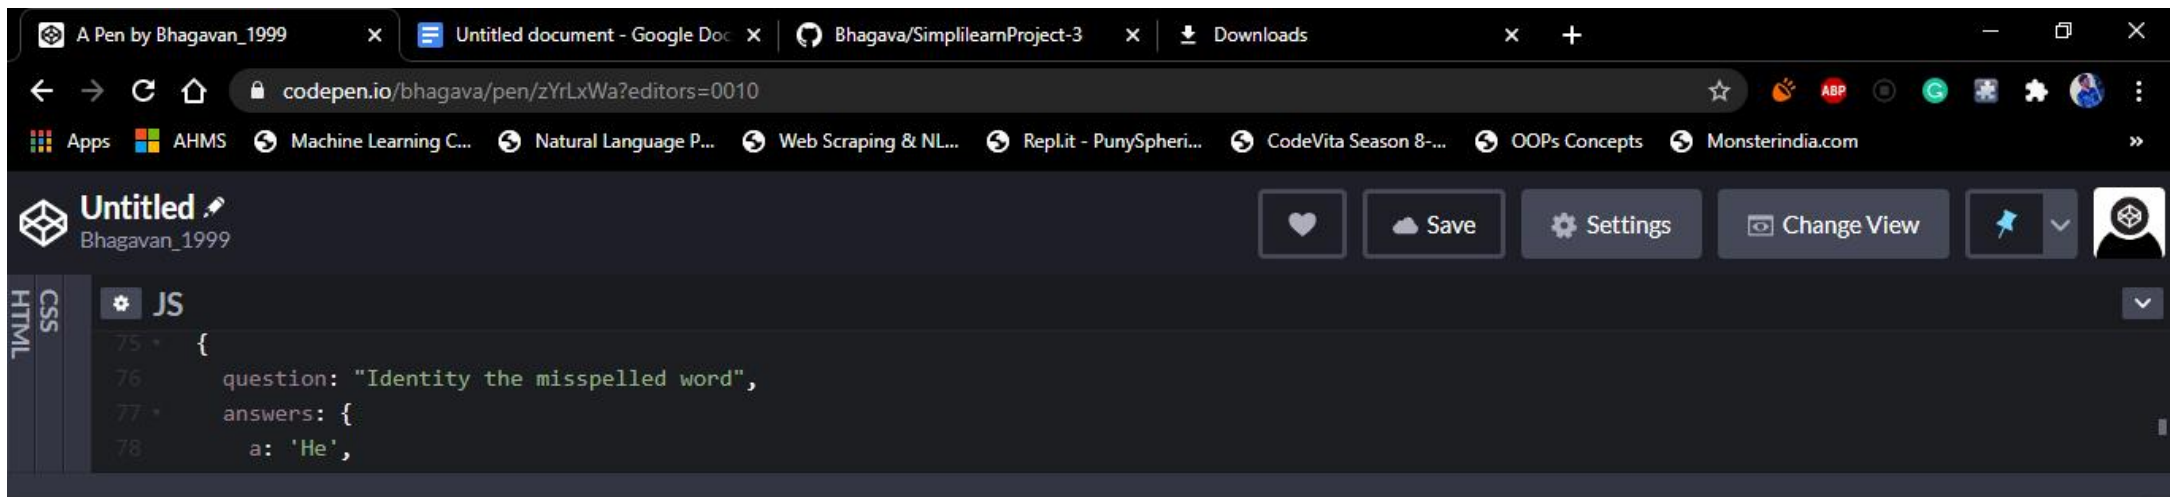 A Pen by Bhagavan_1999 Untitled document - Google Doc Bhagava/SimplilearnProject-3 Downloads
codepen.io/bhagava/pen/zYrLxWa?editors=0010 ABP G
Apps AHMS Machine Learning C... Natural Language P... Web Scraping & NL... Repl.it - PunySpheri... CodeVita Season 8-... OOPs Concepts Monsterindia.com »
Untitled Save Settings Change View
Bhagavan_1999
HTML
CSS
JS
75 {
76 question: "Identity the misspelled word",
77 answers: {
78 a: 'He',